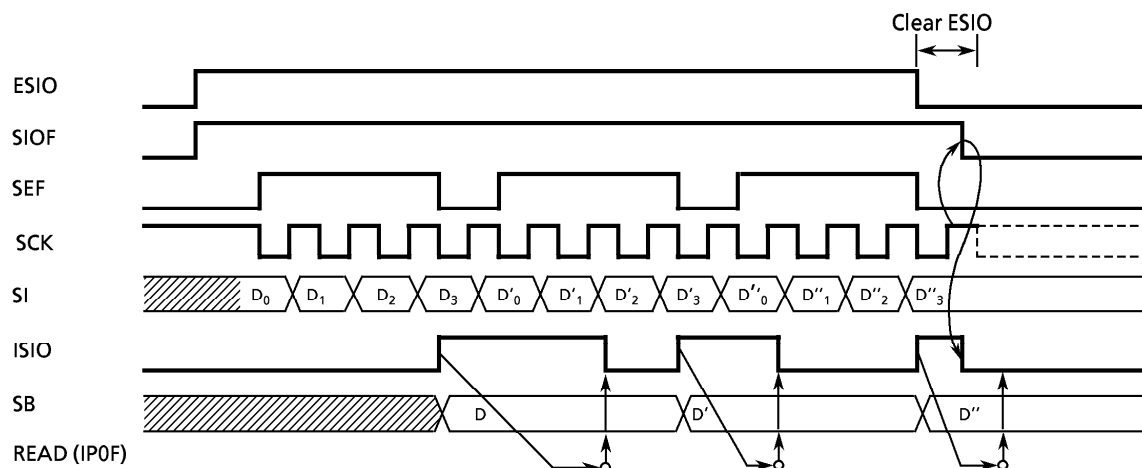 Clear ESIO
ESIO
SIOF
SEF
SCK
SI D₀ D₁ D₂ D₃ D'₀ D'₁ D'₂ D'₃ D''₀ D''₁ D''₂ D''₃
ISIO
SB D D' D''
READ (IP0F)